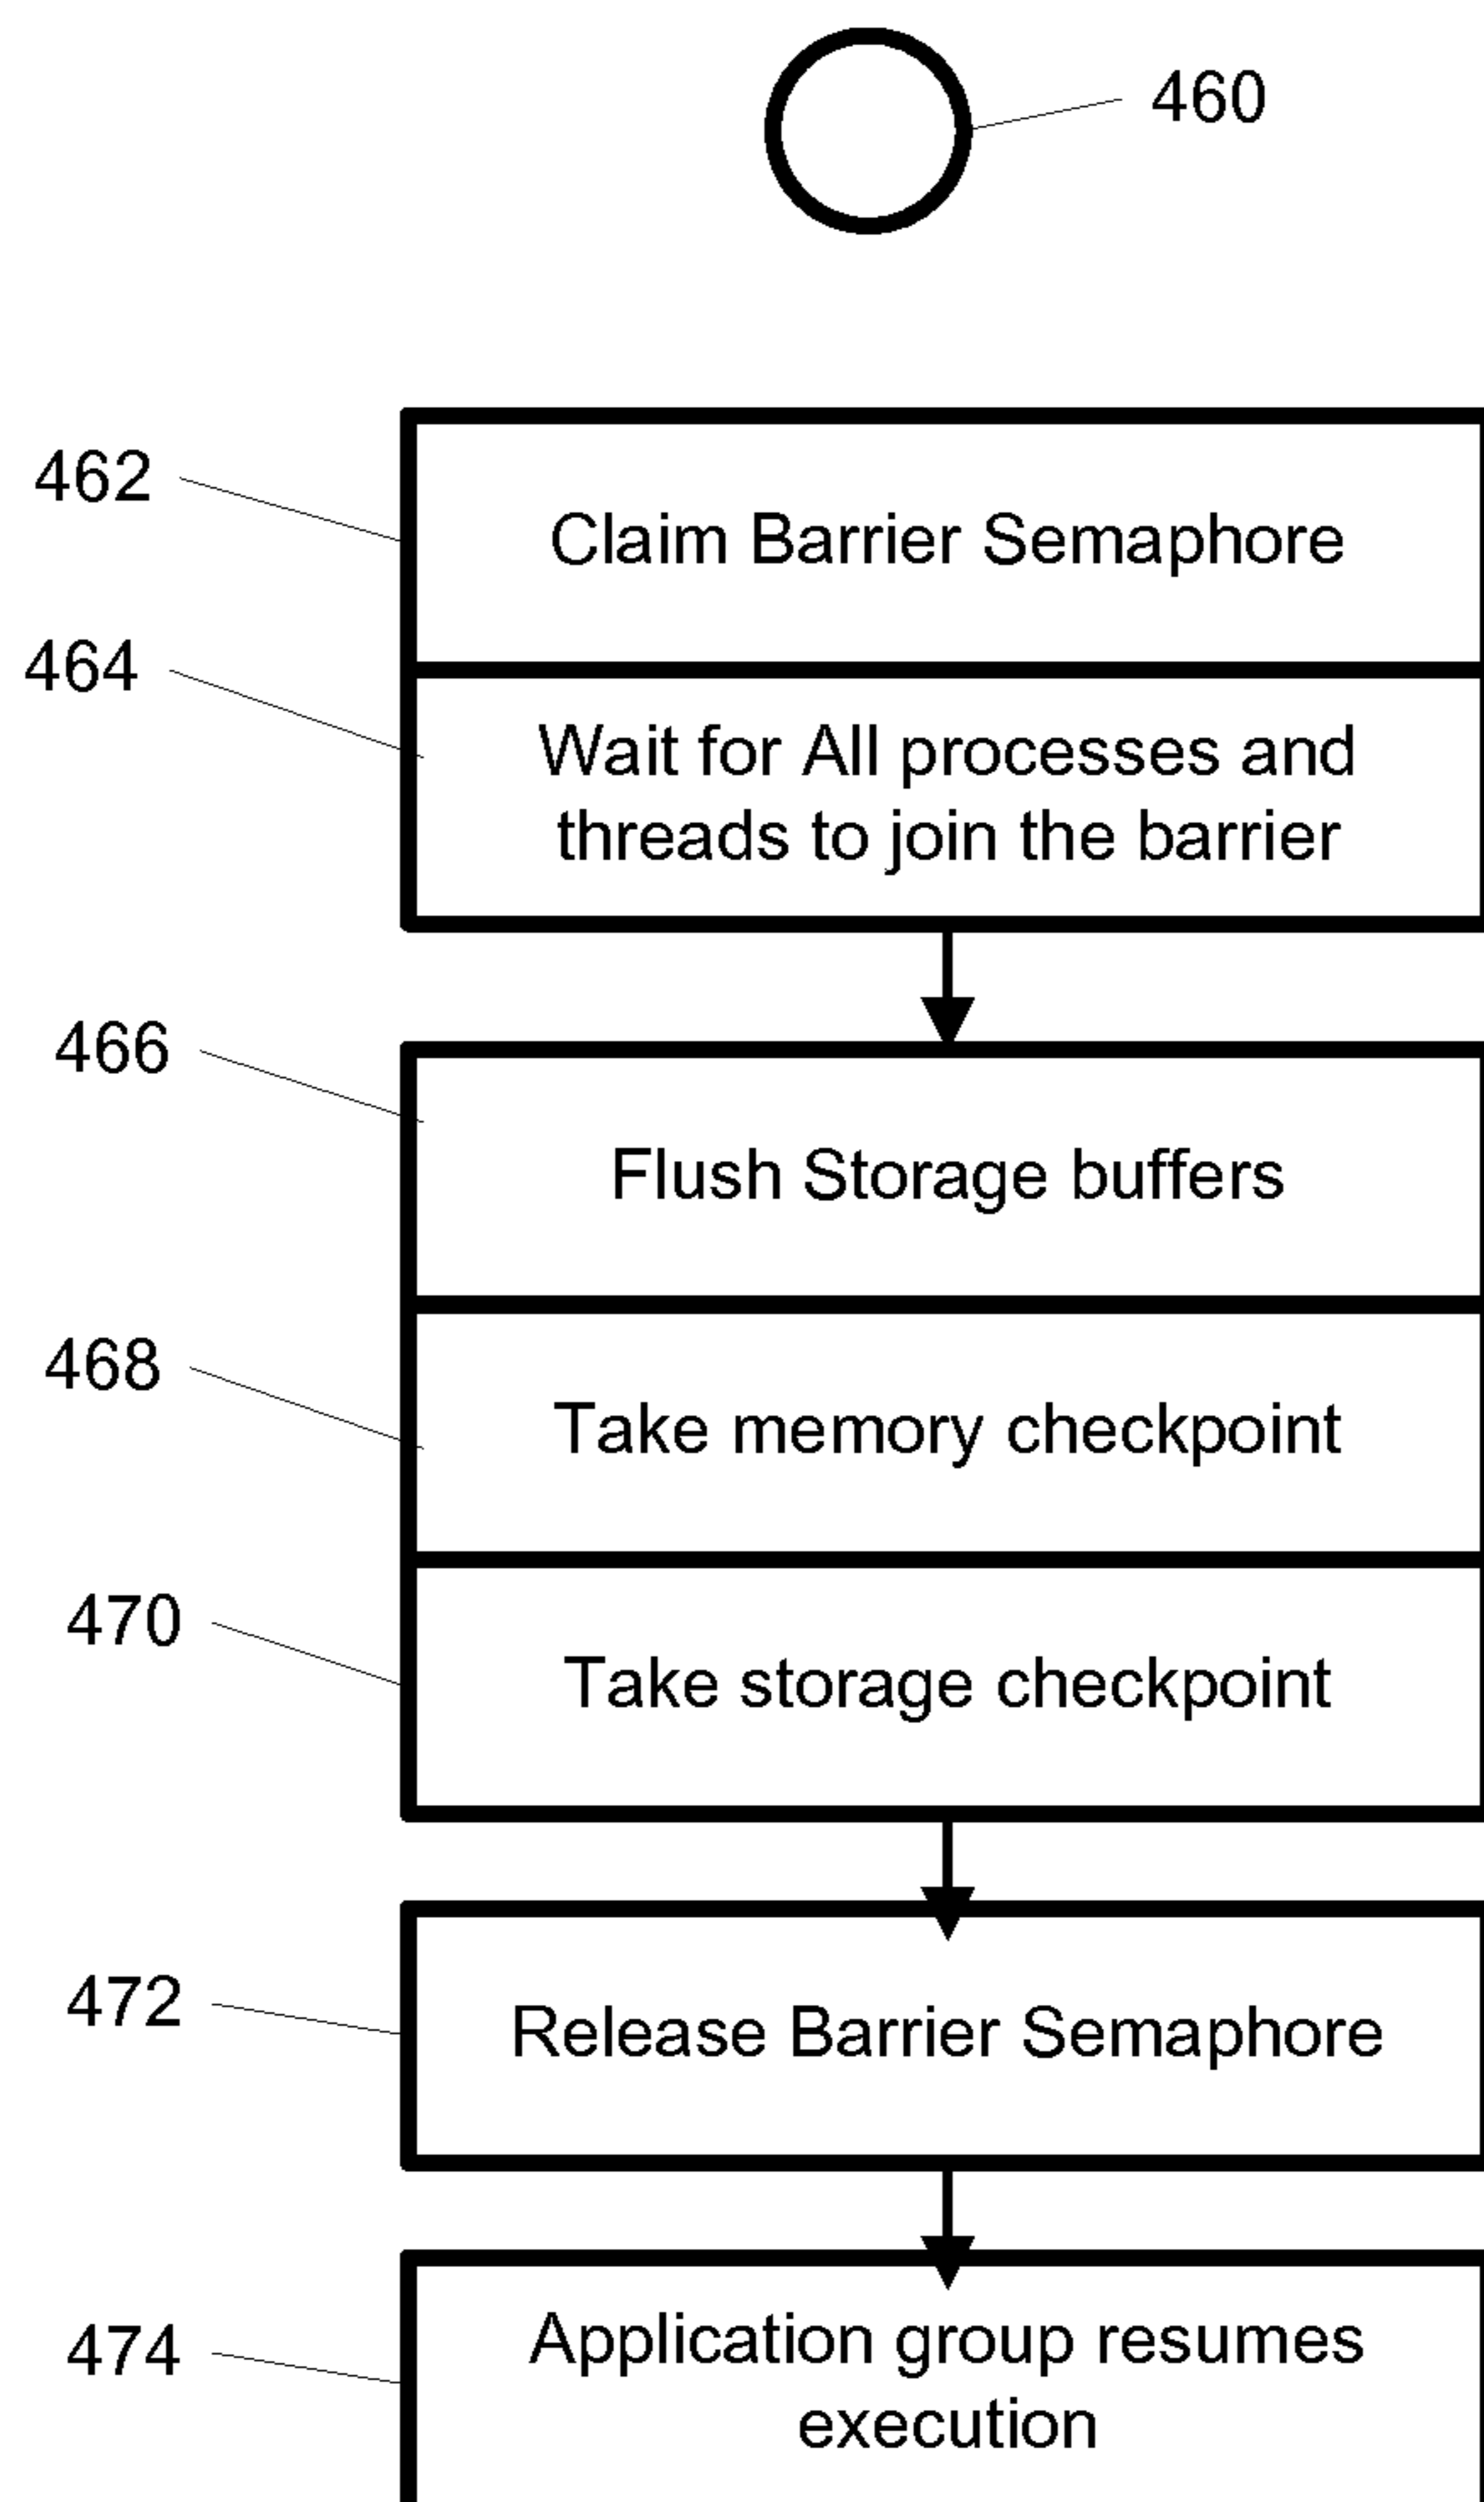 460
462
Claim Barrier Semaphore
464
Wait for All processes and
threads to join the barrier
466
Flush Storage buffers
468
Take memory checkpoint
470
Take storage checkpoint
472
Release Barrier Semaphore
474
Application group resumes
execution